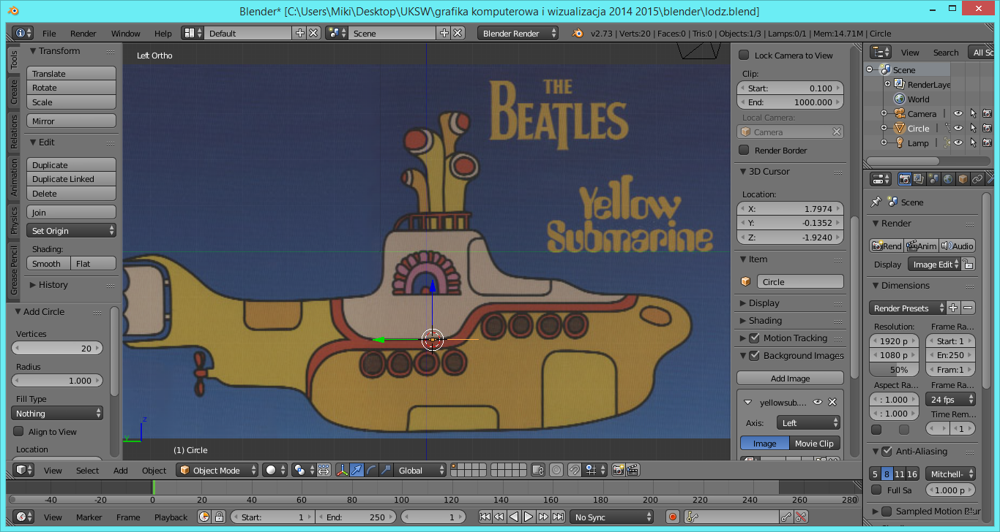 Blender* [C:\Users\Miki\Desktop\UKSW\grafika komputerowa i wizualizacja 2014 2015\blender\lodz.blend]
File Render Window Help Default Scene Blender Render v2.73 | Verts:20 | Faces:0 | Tris:0 | Objects:1/3 | Lamps:0/1 | Mem:14.71M | Circle
Tools
Create
Relations
Animation
Physics
Grease Pencil
Transform
Translate
Rotate
Scale
Mirror
Edit
Duplicate
Duplicate Linked
Delete
Join
Set Origin
Shading:
Smooth Flat
History
Add Circle
Vertices
20
Radius
1.000
Fill Type
Nothing
Align to View
Location
Left Ortho
THE
BEATLES
Yellow
Submarine
z
y
(1) Circle
Lock Camera to View
Clip:
Start: 0.100
End: 1000.000
Local Camera:
Camera
Render Border
3D Cursor
Location:
X: 1.7974
Y: -0.1352
Z: -1.9240
Item
Circle
Display
Shading
Motion Tracking
Background Images
Add Image
yellowsub....
Axis: Left
Image Movie Clip
View Search All Sc
Scene
RenderLaye
World
Camera
Circle
Lamp
Scene
Render
Rend Anim Audio
Display Image Edit
Dimensions
Render Presets
Resolution: Frame Ra...
1920 p Start: 1
1080 p En:250
50% Fram:1
Aspect Ra... Frame Ra...
: 1.000 24 fps
: 1.000 Time Rem...
1
Anti-Aliasing
5 8 11 16 Mitchell-
Full Sa 1.000 p
Sampled Motion Blur
View Select Add Object Object Mode Global
-40 -20 0 20 40 60 80 100 120 140 160 180 200 220 240 260 280
View Marker Frame Playback Start: 1 End: 250 1 No Sync